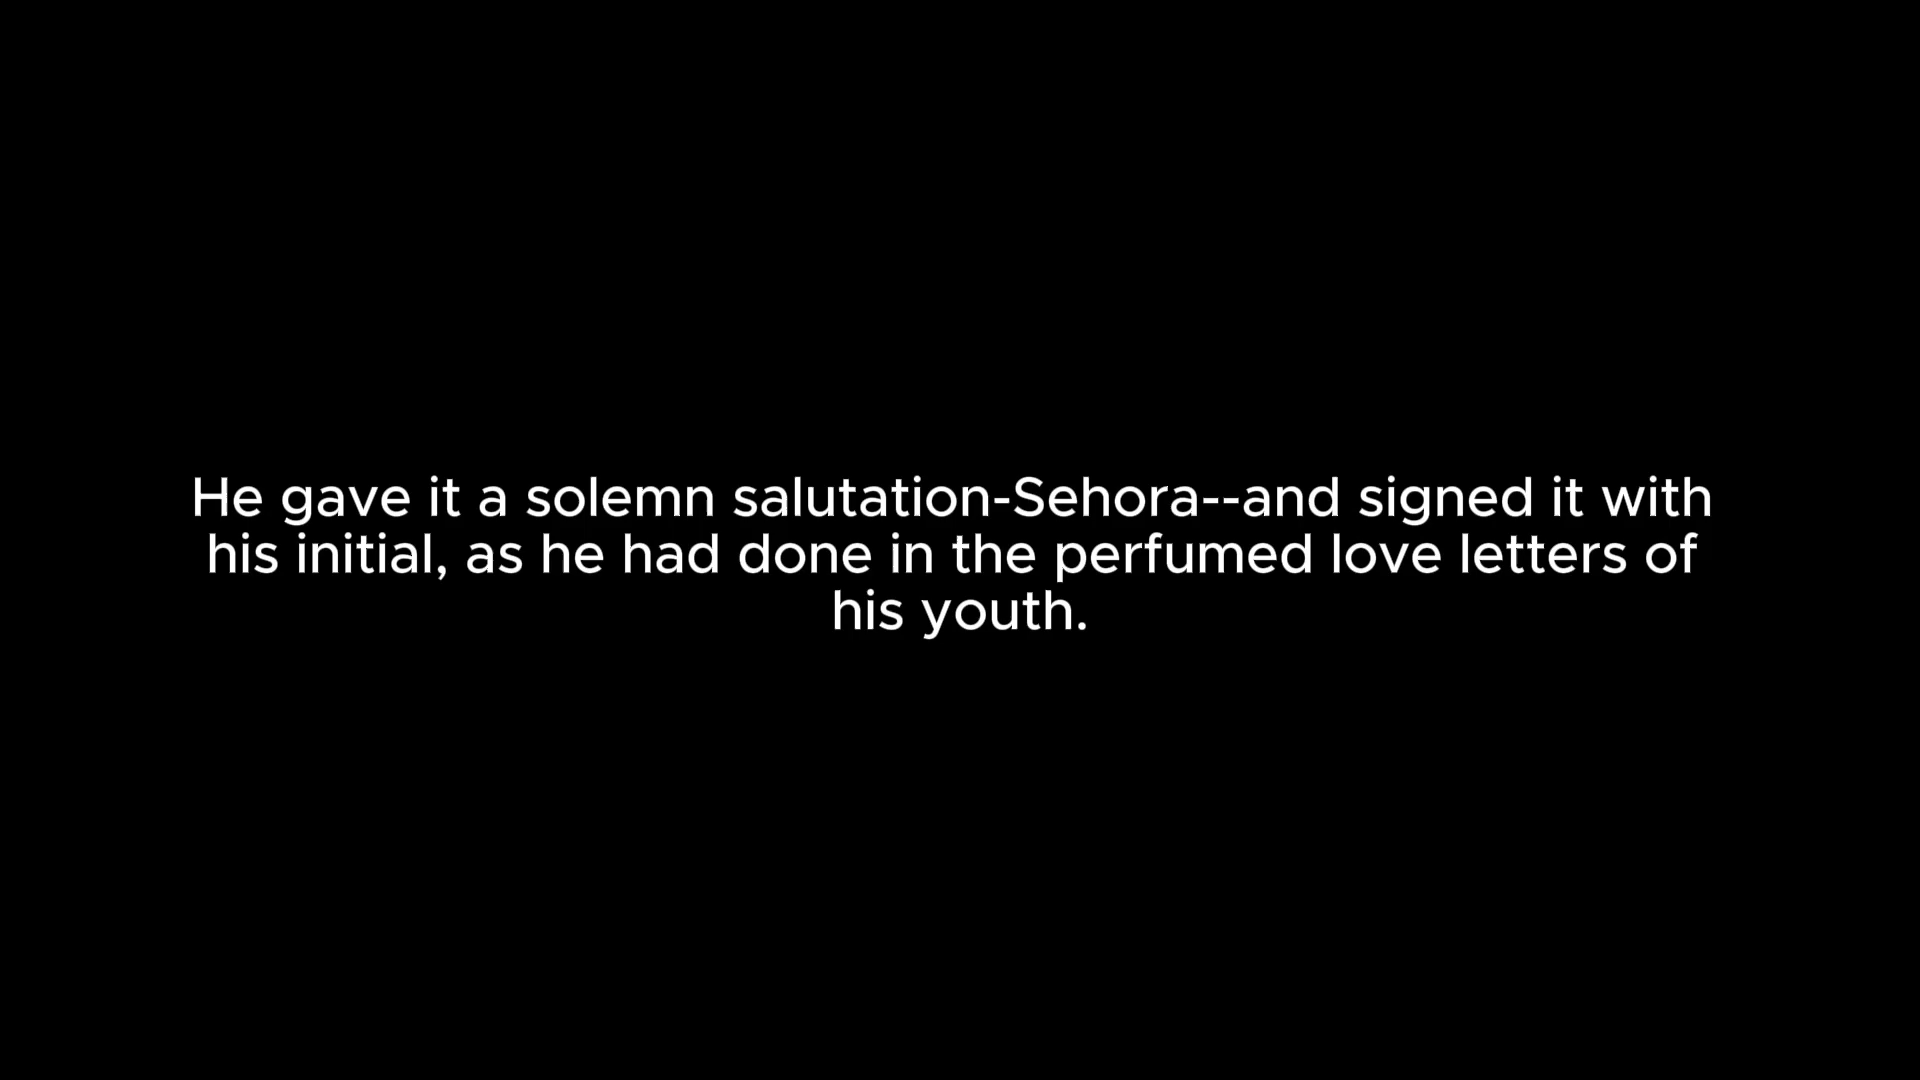 He gave it a solemn salutation-Sehora--and signed it with
his initial, as he had done in the perfumed love letters of
his youth.